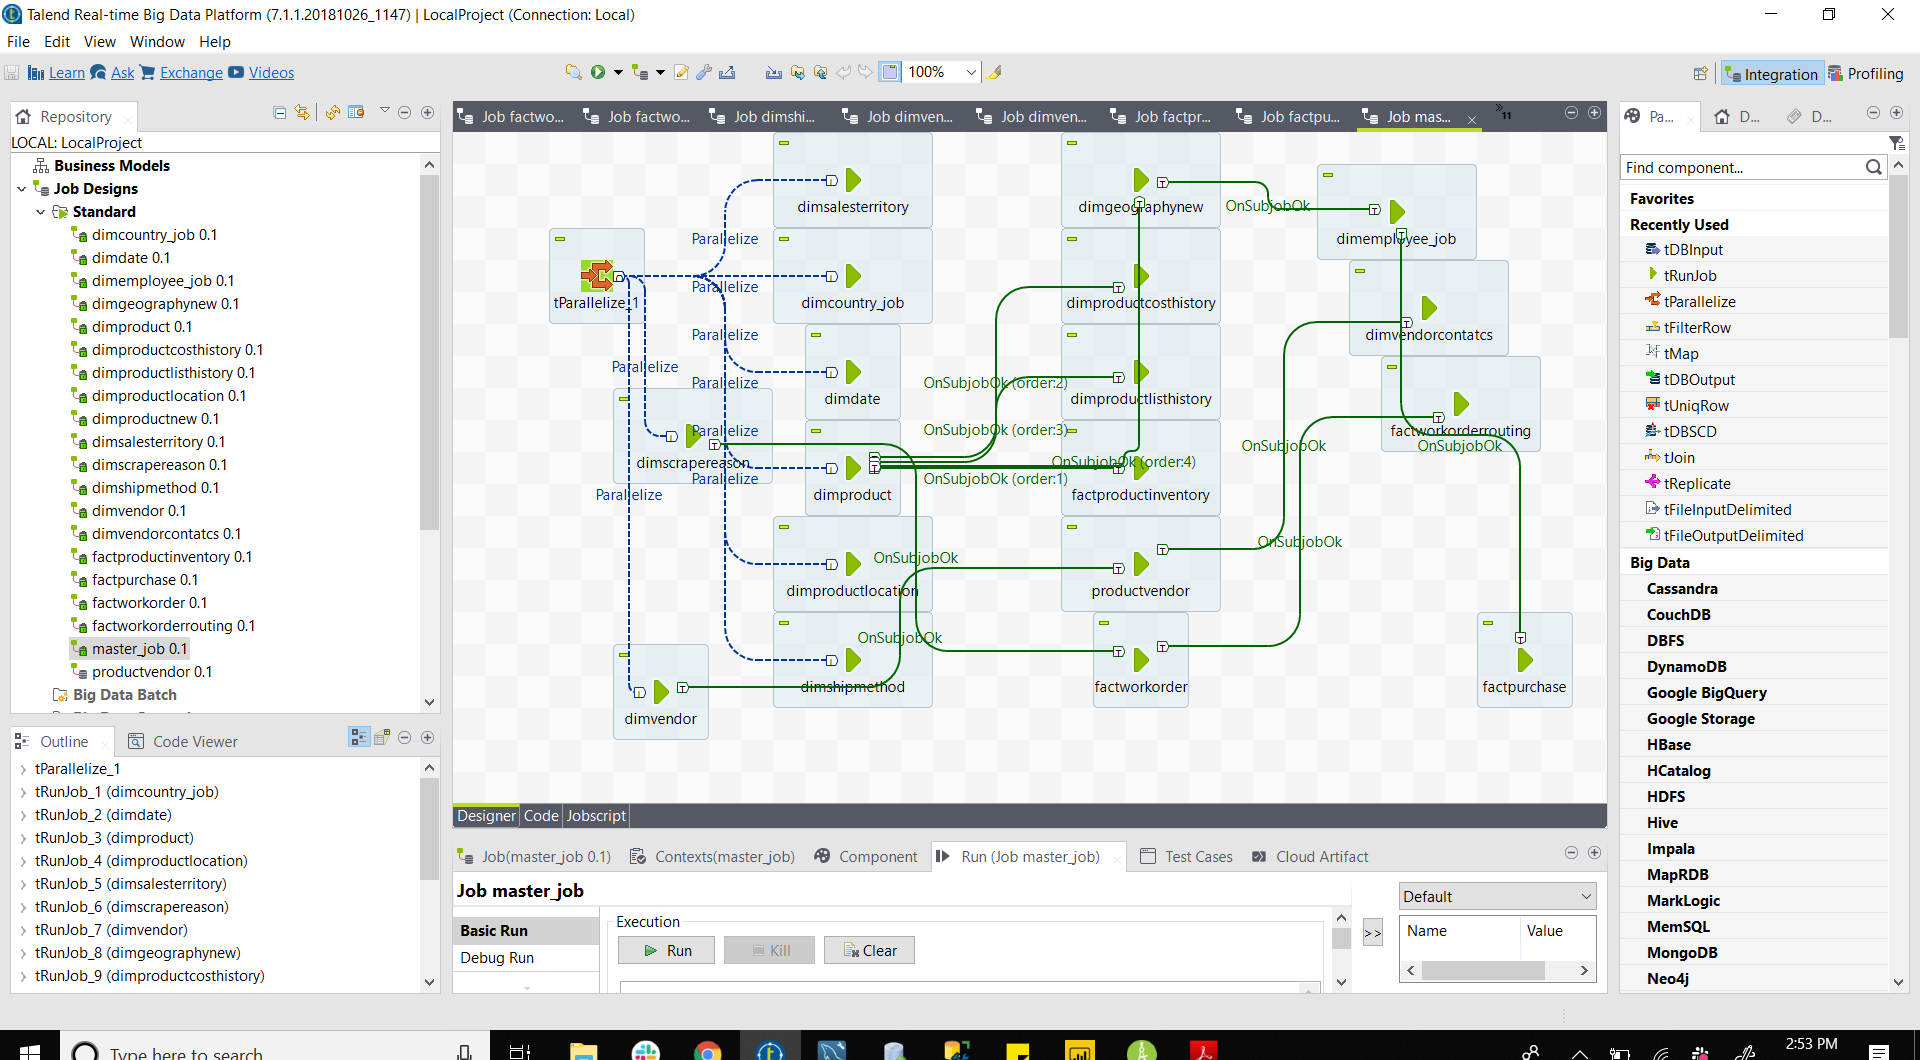 Talend Real-time Big Data Platform (7.1.1.20181026_1147) | LocalProject (Connection: Local)
File Edit View Window Help
Learn Ask Exchange Videos
100%
Integration Profiling
Repository
LOCAL: LocalProject
Business Models
Job Designs
Standard
dimcountry_job 0.1
dimdate 0.1
dimemployee_job 0.1
dimgeographynew 0.1
dimproduct 0.1
dimproductcosthistory 0.1
dimproductlisthistory 0.1
dimproductlocation 0.1
dimproductnew 0.1
dimsalesterritory 0.1
dimscrapereason 0.1
dimshipmethod 0.1
dimvendor 0.1
dimvendorcontatcs 0.1
factproductinventory 0.1
factpurchase 0.1
factworkorder 0.1
factworkorderrouting 0.1
master_job 0.1
productvendor 0.1
Big Data Batch
Outline Code Viewer
tParallelize_1
tRunJob_1 (dimcountry_job)
tRunJob_2 (dimdate)
tRunJob_3 (dimproduct)
tRunJob_4 (dimproductlocation)
tRunJob_5 (dimsalesterritory)
tRunJob_6 (dimscrapereason)
tRunJob_7 (dimvendor)
tRunJob_8 (dimgeographynew)
tRunJob_9 (dimproductcosthistory)
Job factwo... Job factwo... Job dimshi... Job dimven... Job dimven... Job factpr... Job factpu... Job mas... 11
dimsalesterritory
dimgeographynew
OnSubjobOk
dimemployee_job
Parallelize
tParallelize_1
Parallelize
dimcountry_job
dimproductcosthistory
Parallelize
dimvendorcontatcs
Parallelize
Parallelize
OnSubjobOk (order:2)
dimdate
dimproductlisthistory
Parallelize
OnSubjobOk (order:3)
factworkorderrouting
OnSubjobOk
OnSubjobOk
dimscrapereason
OnSubjobOk (order:4)
Parallelize
OnSubjobOk (order:1)
Parallelize
dimproduct
factproductinventory
OnSubjobOk
OnSubjobOk
dimproductlocation
productvendor
OnSubjobOk
dimshipmethod
factworkorder
factpurchase
dimvendor
Designer Code Jobscript
Job(master_job 0.1) Contexts(master_job) Component Run (Job master_job) Test Cases Cloud Artifact
Job master_job
Basic Run
Debug Run
Execution
Run Kill Clear
>>
Default
Name Value
Pa... D... D...
Find component...
Favorites
Recently Used
tDBInput
tRunJob
tParallelize
tFilterRow
tMap
tDBOutput
tUniqRow
tDBSCD
tJoin
tReplicate
tFileInputDelimited
tFileOutputDelimited
Big Data
Cassandra
CouchDB
DBFS
DynamoDB
Google BigQuery
Google Storage
HBase
HCatalog
HDFS
Hive
Impala
MapRDB
MarkLogic
MemSQL
MongoDB
Neo4j
Type here to search
2:53 PM